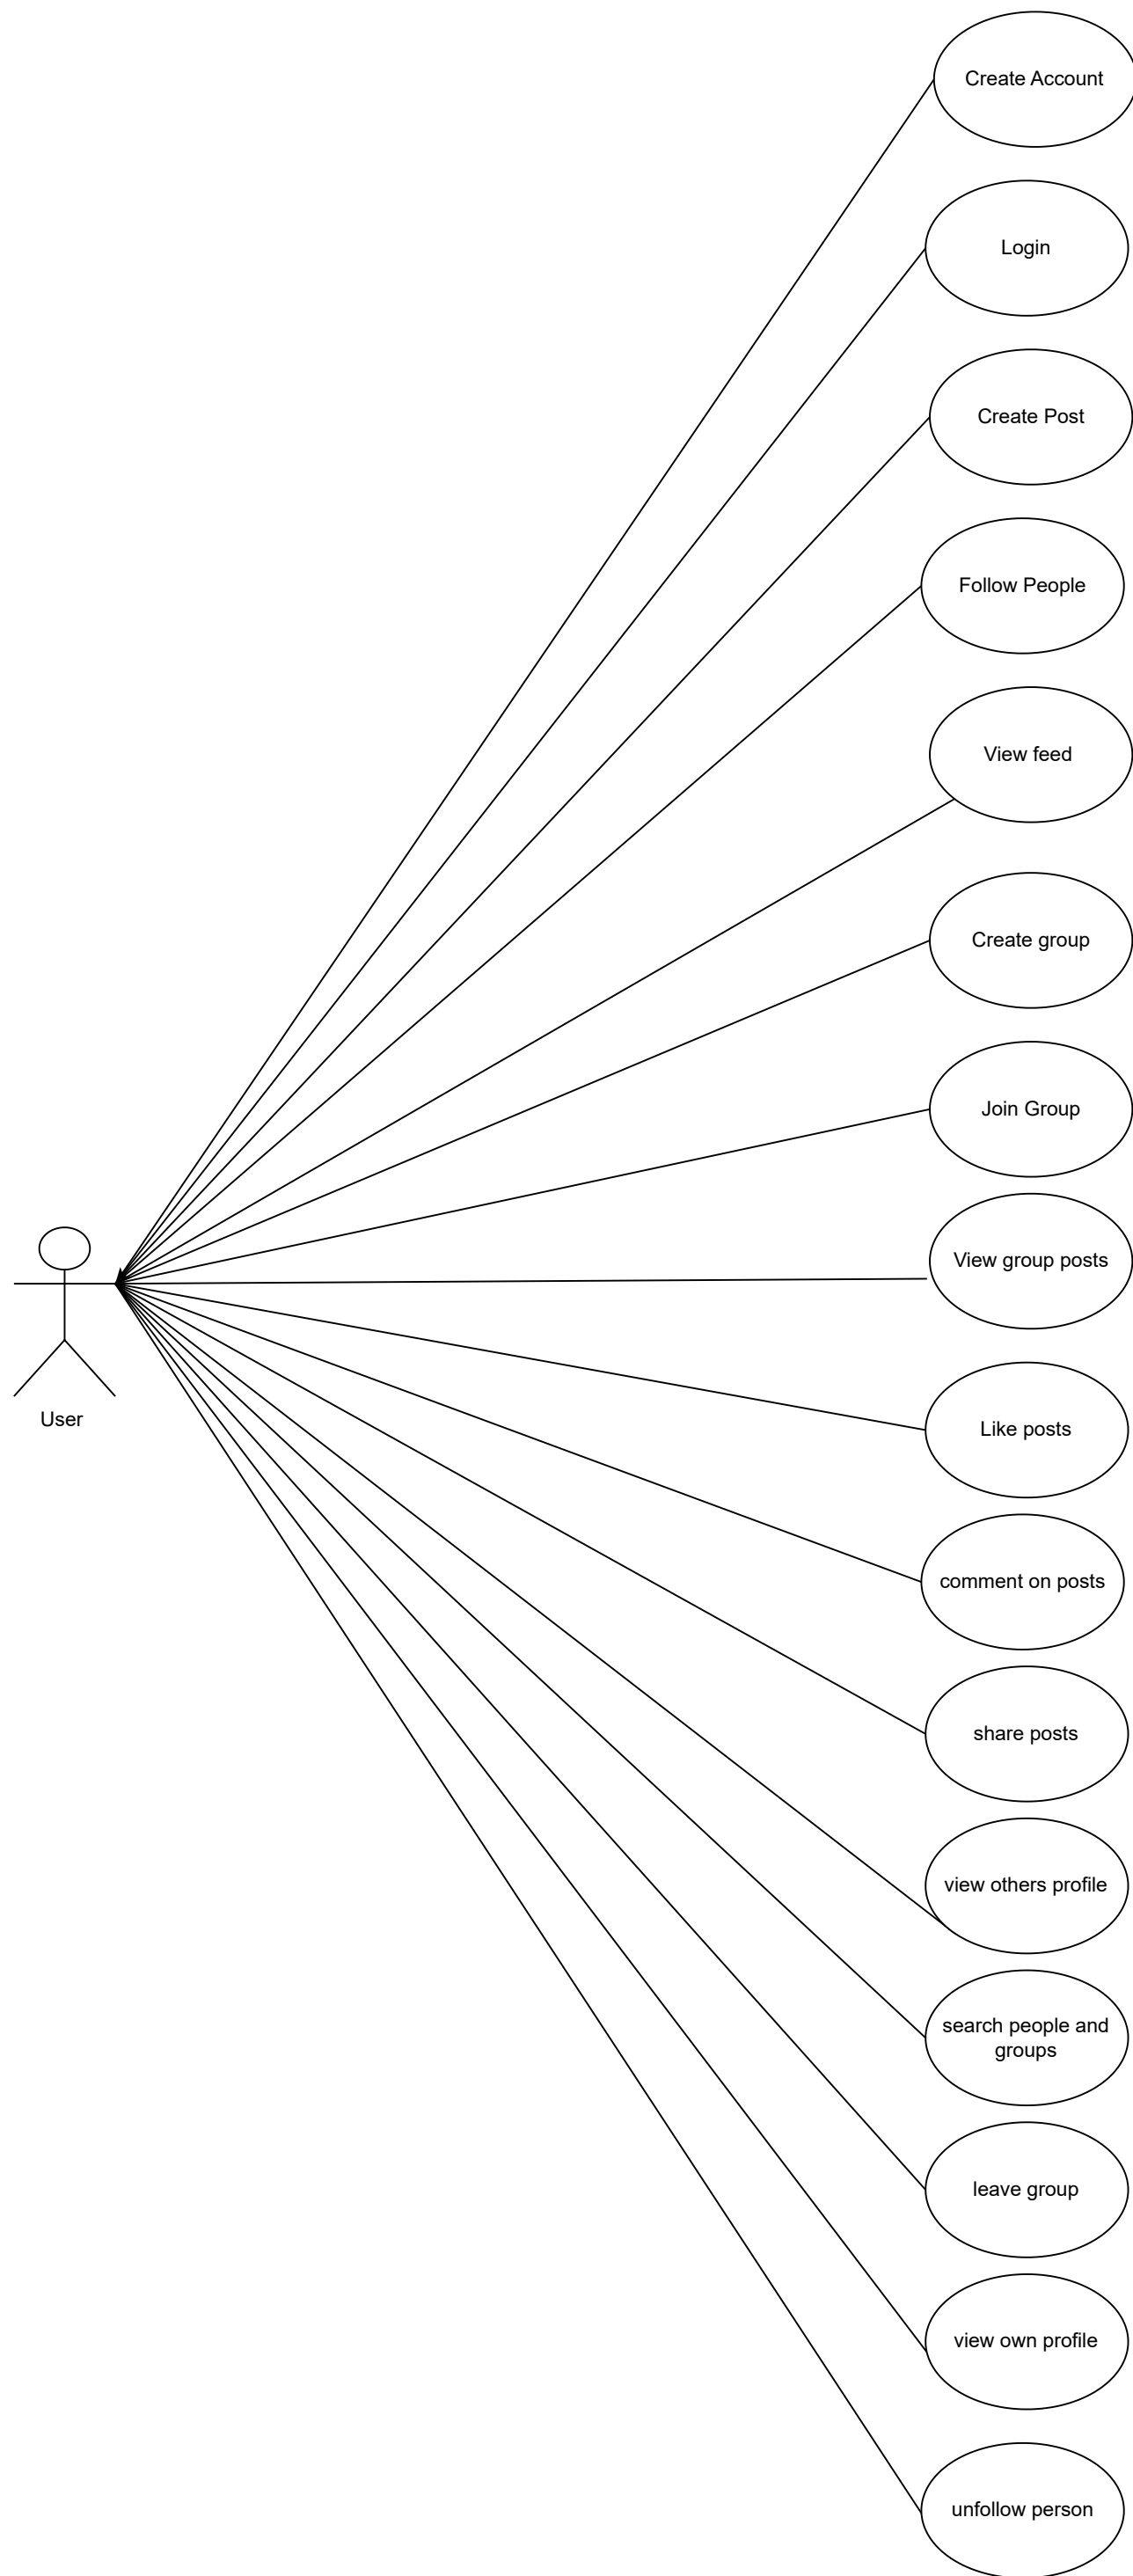 Create Account
Login
Create Post
Follow People
View feed
Create group
Join Group
View group posts
User
Like posts
comment on posts
share posts
view others profile
search people and
groups
leave group
view own profile
unfollow person